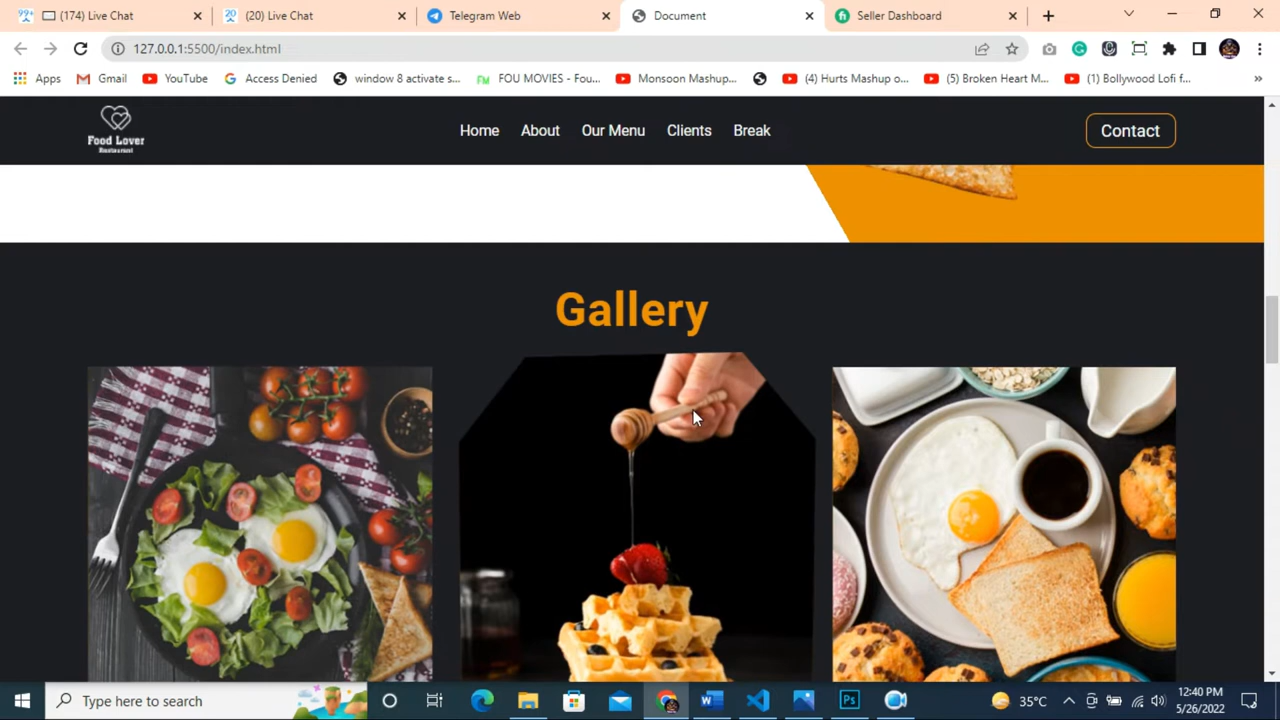 (174) Live Chat
(20) Live Chat
Telegram Web
Document
Seller Dashboard
127.0.0.1:5500/index.html
Apps
Gmail
YouTube
Access Denied
window 8 activate s...
FOU MOVIES - Fou...
Monsoon Mashup...
(4) Hurts Mashup o...
(5) Broken Heart M...
(1) Bollywood Lofi f...
Food Lover
Restaurant
Home
About
Our Menu
Clients
Break
Contact
Gallery
Type here to search
35°C
12:40 PM
5/26/2022